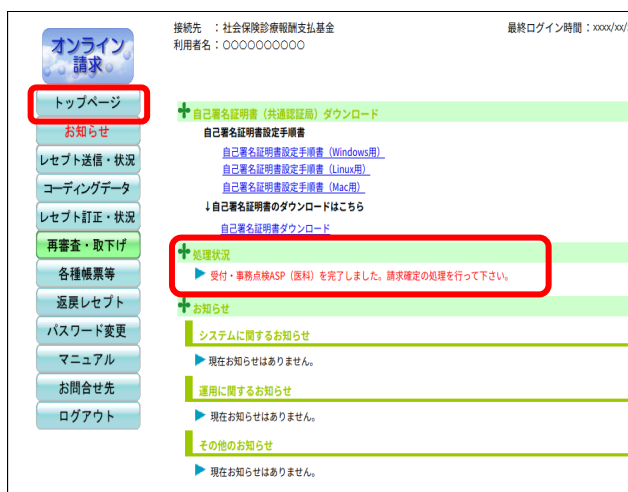 接続先　：社会保険診療報酬支払基金
最終ログイン時間：xxxx/xx/
利用者名：○○○○○○○○○○
オンライン
請求
トップページ
お知らせ
レセプト送信・状況
コーディングデータ
レセプト訂正・状況
再審査・取下げ
各種帳票等
返戻レセプト
パスワード変更
マニュアル
お問合せ先
ログアウト
自己署名証明書（共通認証局）ダウンロード
自己署名証明書設定手順書
自己署名証明書設定手順書（Windows用）
自己署名証明書設定手順書（Linux用）
自己署名証明書設定手順書（Mac用）
↓自己署名証明書のダウンロードはこちら
自己署名証明書ダウンロード
処理状況
受付・事務点検ASP（医科）を完了しました。請求確定の処理を行って下さい。
お知らせ
システムに関するお知らせ
現在お知らせはありません。
運用に関するお知らせ
現在お知らせはありません。
その他のお知らせ
現在お知らせはありません。